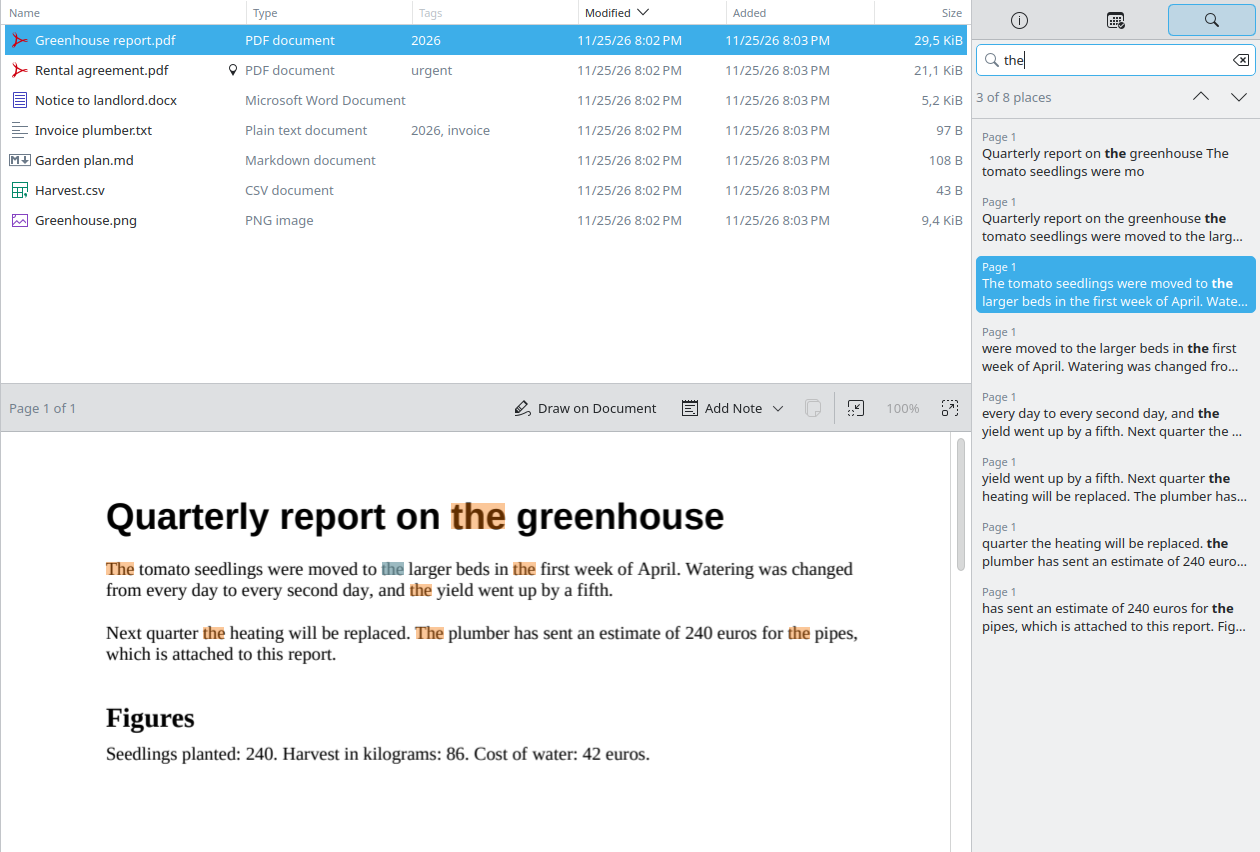 Name Type Tags Modified Added Size
Greenhouse report.pdf PDF document 2026 11/25/26 8:02 PM 11/25/26 8:03 PM 29,5 KiB
Rental agreement.pdf PDF document urgent 11/25/26 8:02 PM 11/25/26 8:03 PM 21,1 KiB
Notice to landlord.docx Microsoft Word Document 11/25/26 8:02 PM 11/25/26 8:03 PM 5,2 KiB
Invoice plumber.txt Plain text document 2026, invoice 11/25/26 8:02 PM 11/25/26 8:03 PM 97 B
Garden plan.md Markdown document 11/25/26 8:02 PM 11/25/26 8:03 PM 108 B
Harvest.csv CSV document 11/25/26 8:02 PM 11/25/26 8:03 PM 43 B
Greenhouse.png PNG image 11/25/26 8:02 PM 11/25/26 8:03 PM 9,4 KiB
Page 1 of 1 Draw on Document Add Note 100%
Quarterly report on the greenhouse
The tomato seedlings were moved to the larger beds in the first week of April. Watering was changed
from every day to every second day, and the yield went up by a fifth.
Next quarter the heating will be replaced. The plumber has sent an estimate of 240 euros for the pipes,
which is attached to this report.
Figures
Seedlings planted: 240. Harvest in kilograms: 86. Cost of water: 42 euros.
the
3 of 8 places
Page 1
Quarterly report on the greenhouse The
tomato seedlings were mo
Page 1
Quarterly report on the greenhouse the
tomato seedlings were moved to the larg…
Page 1
The tomato seedlings were moved to the
larger beds in the first week of April. Wate…
Page 1
were moved to the larger beds in the first
week of April. Watering was changed fro…
Page 1
every day to every second day, and the
yield went up by a fifth. Next quarter the …
Page 1
yield went up by a fifth. Next quarter the
heating will be replaced. The plumber has…
Page 1
quarter the heating will be replaced. the
plumber has sent an estimate of 240 euro…
Page 1
has sent an estimate of 240 euros for the
pipes, which is attached to this report. Fig…